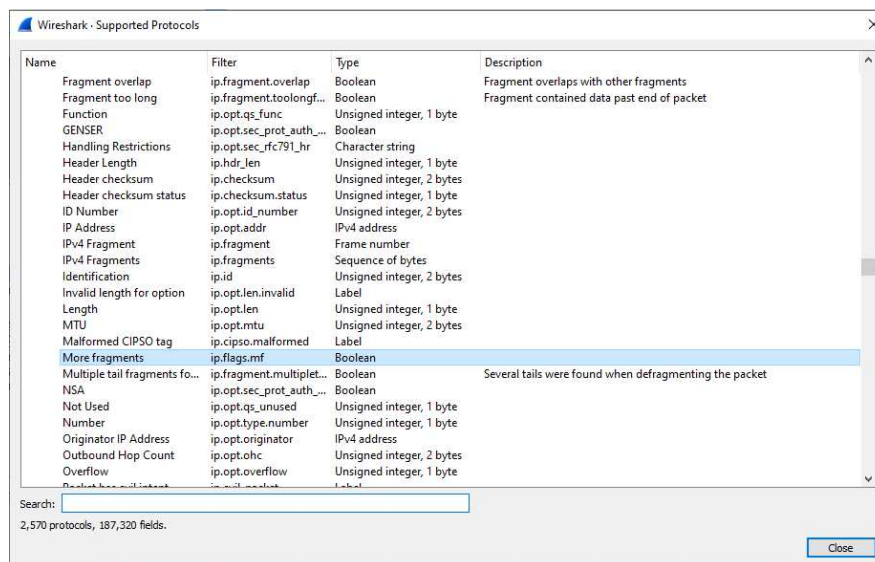 Wireshark · Supported Protocols
Name Filter Type Description
Fragment overlap ip.fragment.overlap Boolean Fragment overlaps with other fragments
Fragment too long ip.fragment.toolongf... Boolean Fragment contained data past end of packet
Function ip.opt.qs_func Unsigned integer, 1 byte
GENSER ip.opt.sec_prot_auth_... Boolean
Handling Restrictions ip.opt.sec_rfc791_hr Character string
Header Length ip.hdr_len Unsigned integer, 1 byte
Header checksum ip.checksum Unsigned integer, 2 bytes
Header checksum status ip.checksum.status Unsigned integer, 1 byte
ID Number ip.opt.id_number Unsigned integer, 2 bytes
IP Address ip.opt.addr IPv4 address
IPv4 Fragment ip.fragment Frame number
IPv4 Fragments ip.fragments Sequence of bytes
Identification ip.id Unsigned integer, 2 bytes
Invalid length for option ip.opt.len.invalid Label
Length ip.opt.len Unsigned integer, 1 byte
MTU ip.opt.mtu Unsigned integer, 2 bytes
Malformed CIPSO tag ip.cipso.malformed Label
More fragments ip.flags.mf Boolean
Multiple tail fragments fo... ip.fragment.multiplet... Boolean Several tails were found when defragmenting the packet
NSA ip.opt.sec_prot_auth_... Boolean
Not Used ip.opt.qs_unused Unsigned integer, 1 byte
Number ip.opt.type.number Unsigned integer, 1 byte
Originator IP Address ip.opt.originator IPv4 address
Outbound Hop Count ip.opt.ohc Unsigned integer, 2 bytes
Overflow ip.opt.overflow Unsigned integer, 1 byte
Search:
2,570 protocols, 187,320 fields.
Close